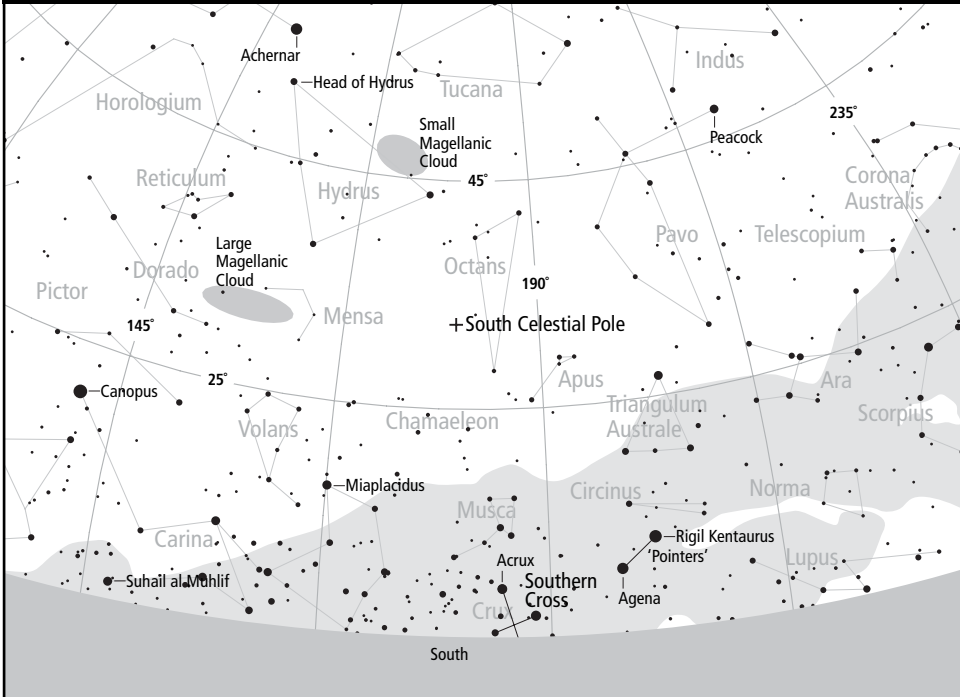 Achernar
Indus
Head of Hydrus
Tucana
Horologium
235°
Small
Magellanic
Cloud
Peacock
45°
Reticulum
Hydrus
Corona
Australis
Pavo
Telescopium
Large
Magellanic
Cloud
Dorado
Octans
190°
Pictor
Mensa
145°
South Celestial Pole
25°
Apus
Ara
Canopus
Triangulum
Australe
Scorpius
Chamaeleon
Volans
Miaplacidus
Circinus
Norma
Musca
Carina
Rigil Kentaurus
'Pointers'
Lupus
Acrux
Suhail al Muhlif
Southern
Cross
Agena
Crux
South